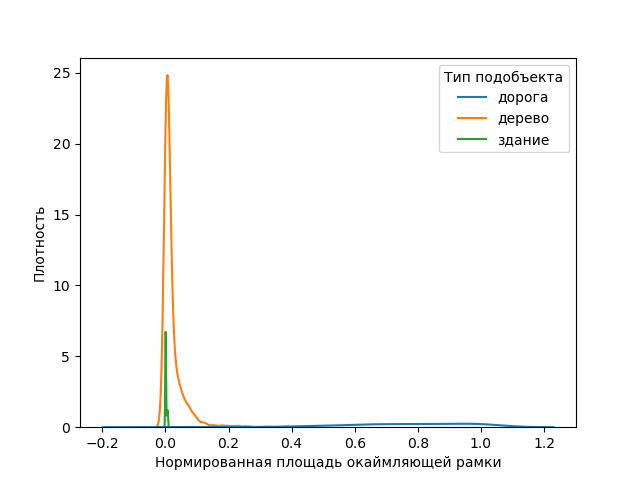 Тип подобъекта
дорога
дерево
здание
Плотность
25
20
15
10
5
0
−0.2 0.0 0.2 0.4 0.6 0.8 1.0 1.2
Нормированная площадь окаймляющей рамки